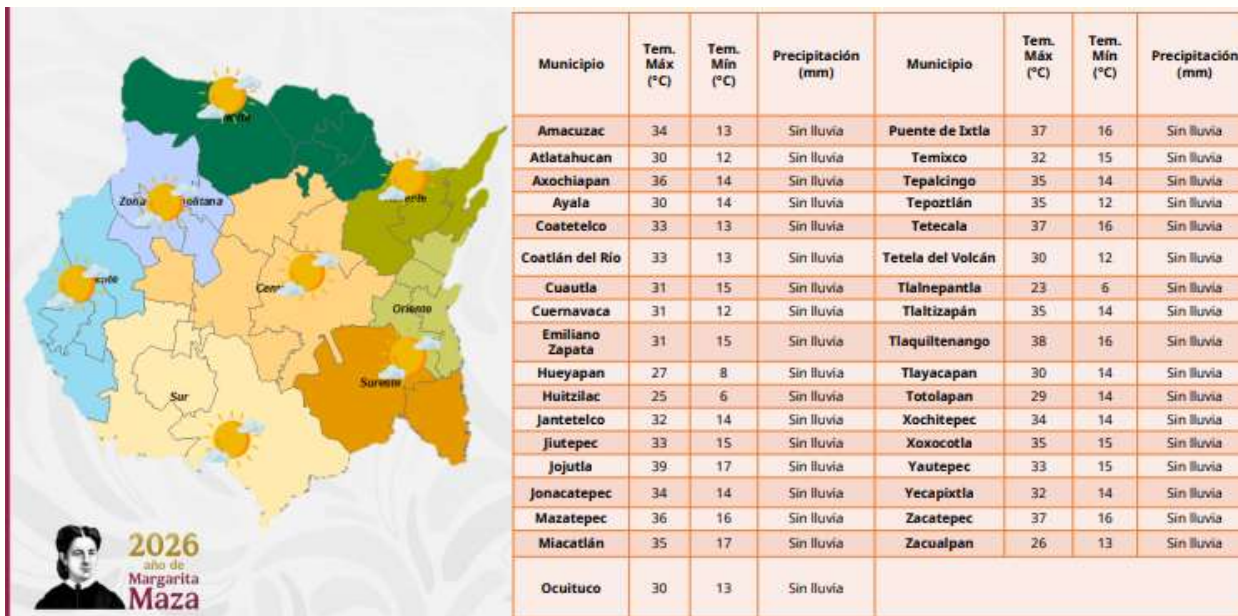 Zona
politana
Oriente
Sur
Sureste
2026
año de
Margarita
Maza
Municipio Tem. Máx (°C) Tem. Mín (°C) Precipitación (mm) Municipio Tem. Máx (°C) Tem. Mín (°C) Precipitación (mm)
Amacuzac 34 13 Sin lluvia Puente de Ixtla 37 16 Sin lluvia
Atlatahucan 30 12 Sin lluvia Temixco 32 15 Sin lluvia
Axochiapan 36 14 Sin lluvia Tepalcingo 35 14 Sin lluvia
Ayala 30 14 Sin lluvia Tepoztlán 35 12 Sin lluvia
Coatetelco 33 13 Sin lluvia Tetecala 37 16 Sin lluvia
Coatlán del Río 33 13 Sin lluvia Tetela del Volcán 30 12 Sin lluvia
Cuautla 31 15 Sin lluvia Tlalnepantla 23 6 Sin lluvia
Cuernavaca 31 12 Sin lluvia Tlaltizapán 35 14 Sin lluvia
Emiliano Zapata 31 15 Sin lluvia Tlaquiltenango 38 16 Sin lluvia
Hueyapan 27 8 Sin lluvia Tlayacapan 30 14 Sin lluvia
Huitzilac 25 6 Sin lluvia Totolapan 29 14 Sin lluvia
Jantetelco 32 14 Sin lluvia Xochitepec 34 14 Sin lluvia
Jiutepec 33 15 Sin lluvia Xoxocotla 35 15 Sin lluvia
Jojutla 39 17 Sin lluvia Yautepec 33 15 Sin lluvia
Jonacatepec 34 14 Sin lluvia Yecapixtla 32 14 Sin lluvia
Mazatepec 36 16 Sin lluvia Zacatepec 37 16 Sin lluvia
Miacatlán 35 17 Sin lluvia Zacualpan 26 13 Sin lluvia
Ocuituco 30 13 Sin lluvia